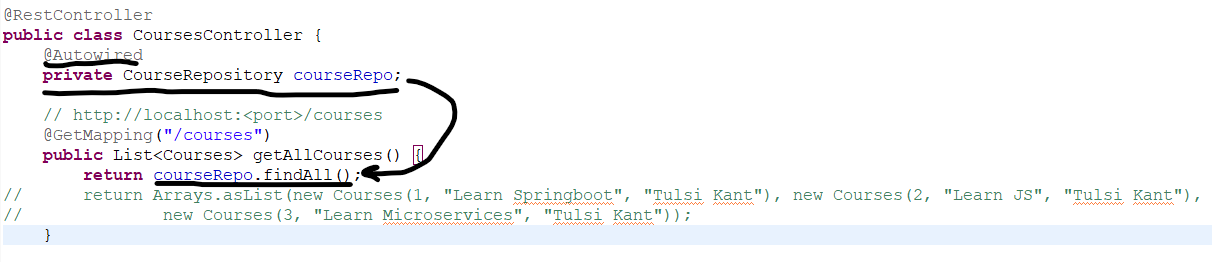 @RestController
public class CoursesController {
@Autowired
private CourseRepository courseRepo;
// http://localhost:<port>/courses
@GetMapping("/courses")
public List<Courses> getAllCourses() {
return courseRepo.findAll();
// return Arrays.asList(new Courses(1, "Learn Springboot", "Tulsi Kant"), new Courses(2, "Learn JS", "Tulsi Kant"),
// new Courses(3, "Learn Microservices", "Tulsi Kant"));
}